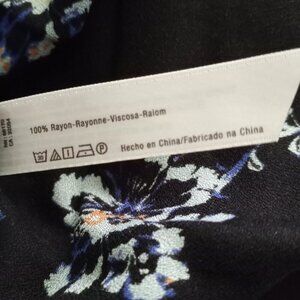 100% Rayon-Rayonne-Viscosa-Raiom
Hecho en China/Fabricado na China